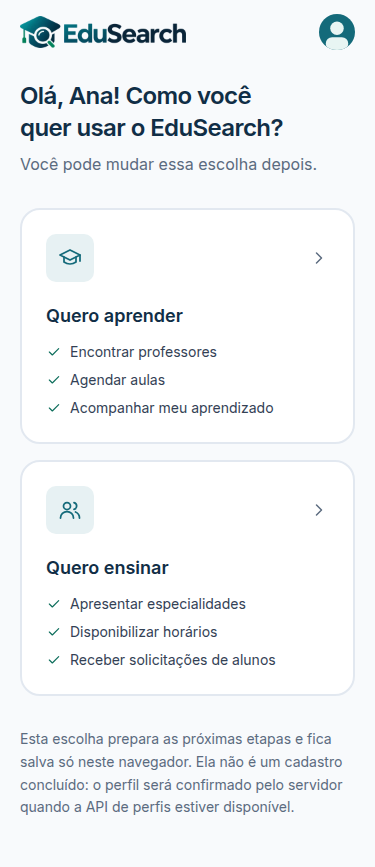 EduSearch
Olá, Ana! Como você
quer usar o EduSearch?
Você pode mudar essa escolha depois.
Quero aprender
Encontrar professores
Agendar aulas
Acompanhar meu aprendizado
Quero ensinar
Apresentar especialidades
Disponibilizar horários
Receber solicitações de alunos
Esta escolha prepara as próximas etapas e fica
salva só neste navegador. Ela não é um cadastro
concluído: o perfil será confirmado pelo servidor
quando a API de perfis estiver disponível.